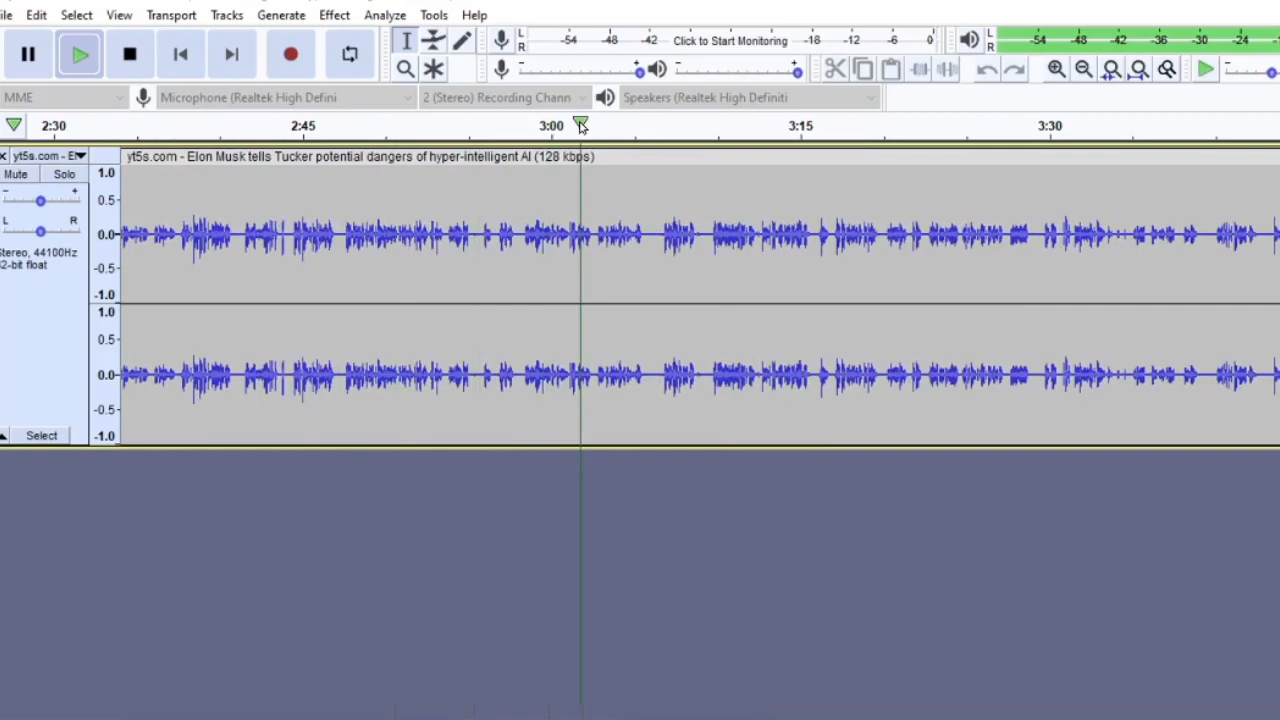 ile Edit Select View Transport Tracks Generate Effect Analyze Tools Help
L R -54 -48 -42 Click to Start Monitoring -18 -12 -6 0 L R -54 -48 -42 -36 -30 -24
- + - + -
MME Microphone (Realtek High Defini 2 (Stereo) Recording Chann Speakers (Realtek High Definiti
2:30 2:45 3:00 3:15 3:30
yt5s.com - El yt5s.com - Elon Musk tells Tucker potential dangers of hyper-intelligent AI (128 kbps)
Mute Solo 1.0
- + 0.5
L R 0.0
Stereo, 44100Hz
32-bit float -0.5
-1.0
1.0
0.5
0.0
-0.5
Select -1.0